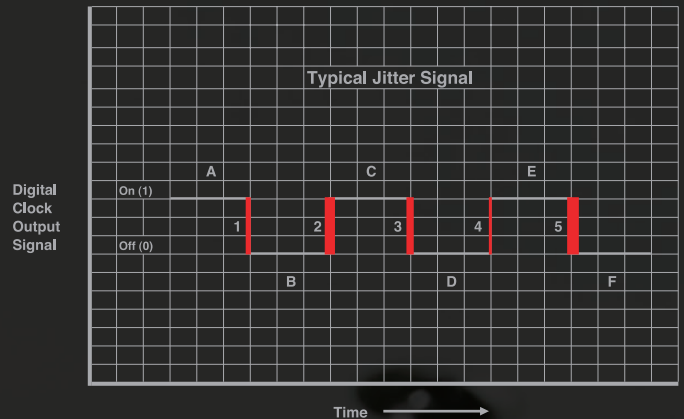 Typical Jitter Signal
A
C
E
Digital
Clock
Output
Signal
On (1)
Off (0)
1
2
3
4
5
B
D
F
Time